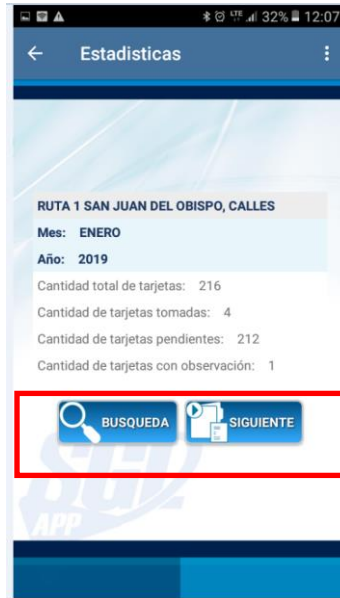 LTE 32% 12:07
Estadisticas
RUTA 1 SAN JUAN DEL OBISPO, CALLES
Mes: ENERO
Año: 2019
Cantidad total de tarjetas: 216
Cantidad de tarjetas tomadas: 4
Cantidad de tarjetas pendientes: 212
Cantidad de tarjetas con observación: 1
BUSQUEDA SIGUIENTE
APP